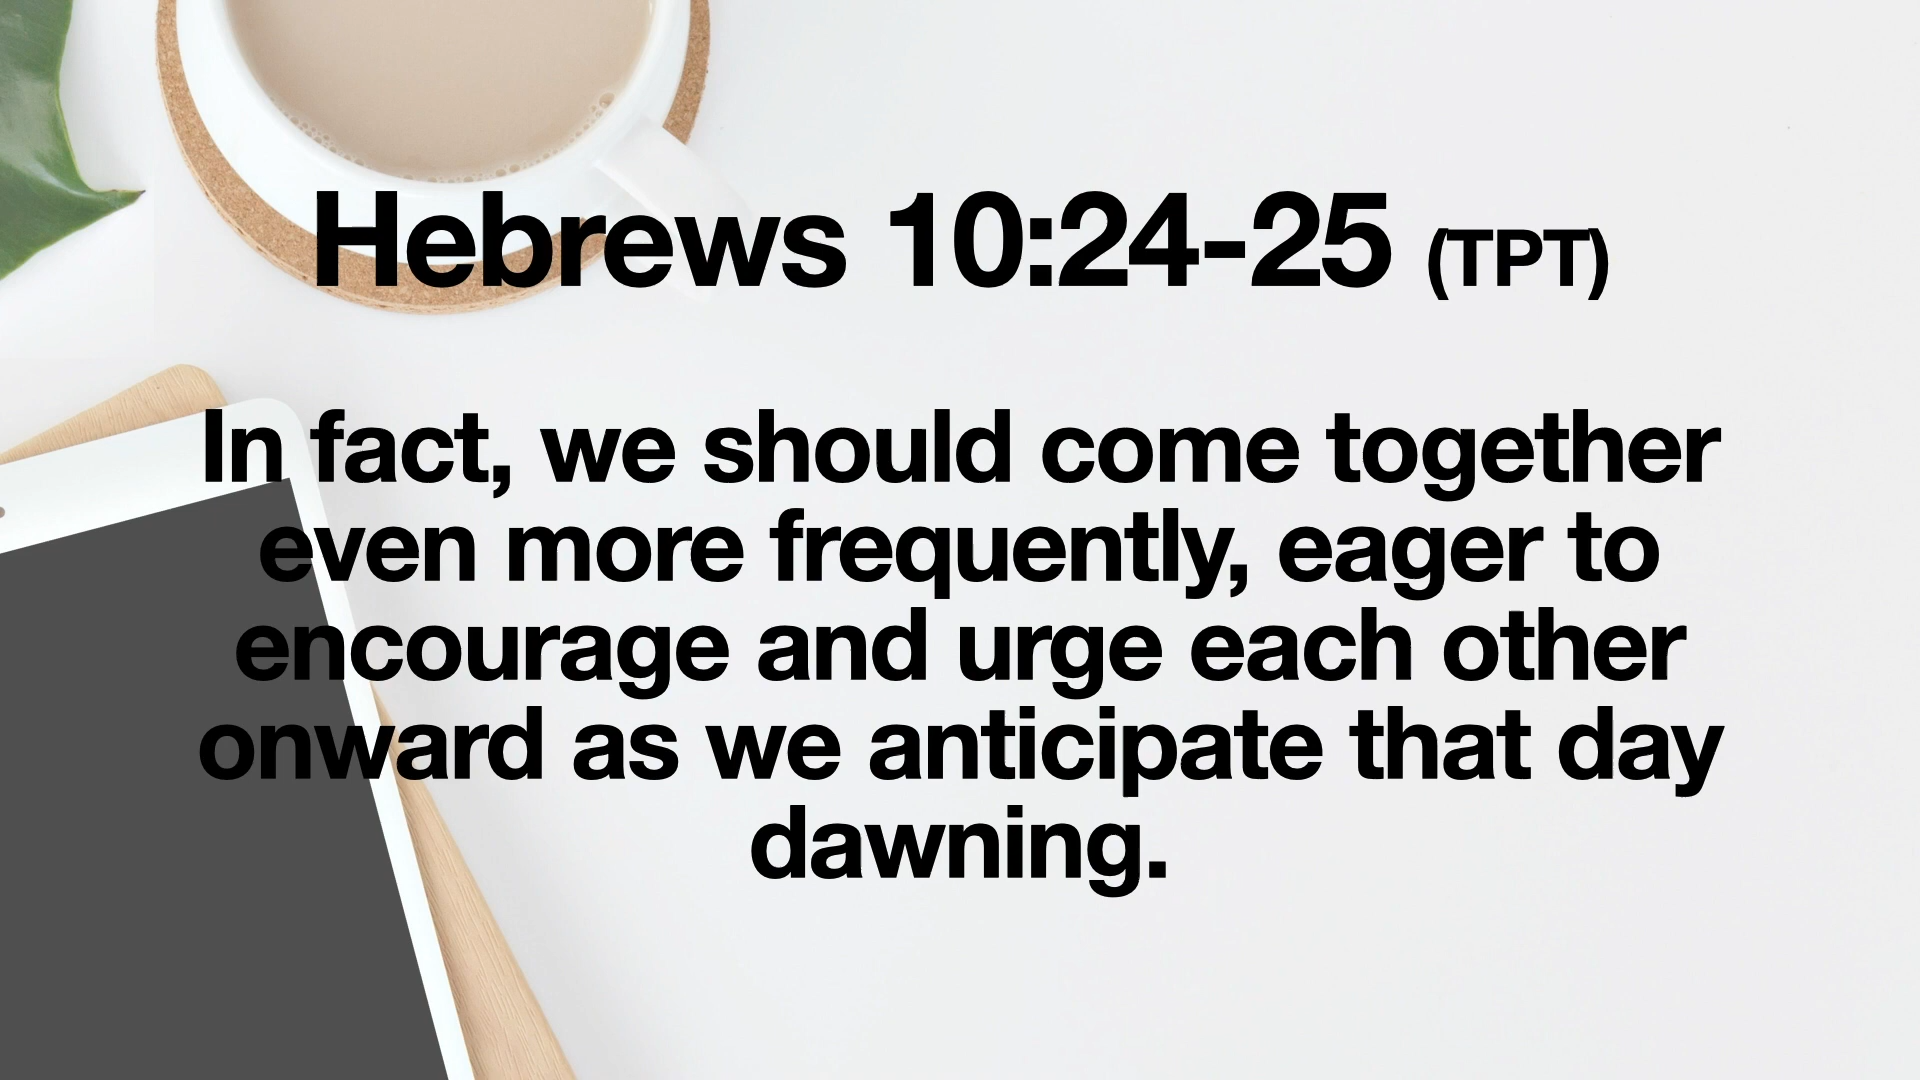 Hebrews 10:24-25 (TPT)
In fact, we should come together
even more frequently, eager to
encourage and urge each other
onward as we anticipate that day
dawning.